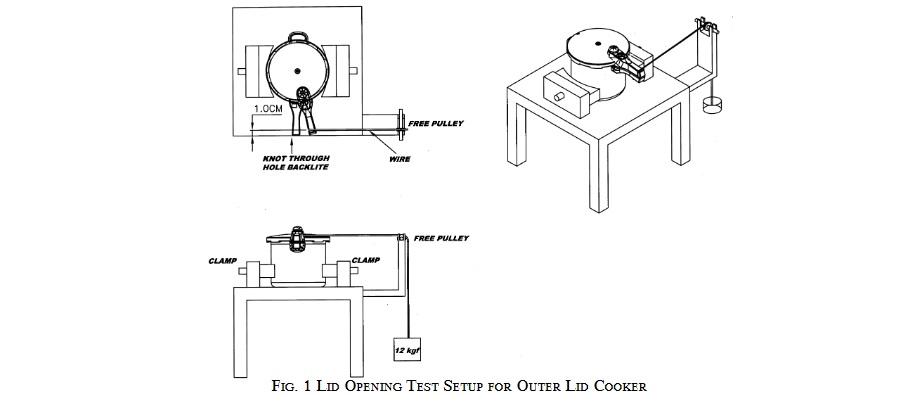 1.0CM
FREE PULLEY
KNOT THROUGH
HOLE BACKLITE
WIRE
FREE PULLEY
CLAMP
CLAMP
12 kgf
FIG. 1 LID OPENING TEST SETUP FOR OUTER LID COOKER